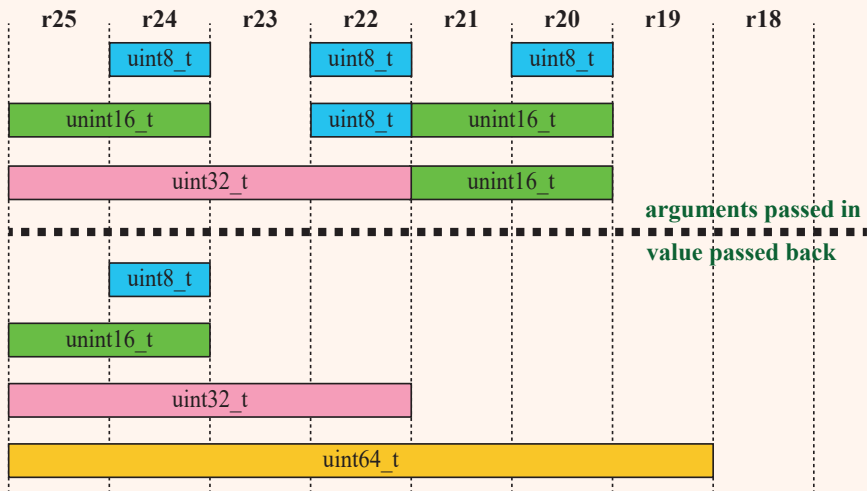 r25 r24 r23 r22 r21 r20 r19 r18
uint8_t uint8_t uint8_t
unint16_t uint8_t unint16_t
uint32_t unint16_t
arguments passed in
value passed back
uint8_t
unint16_t
uint32_t
uint64_t